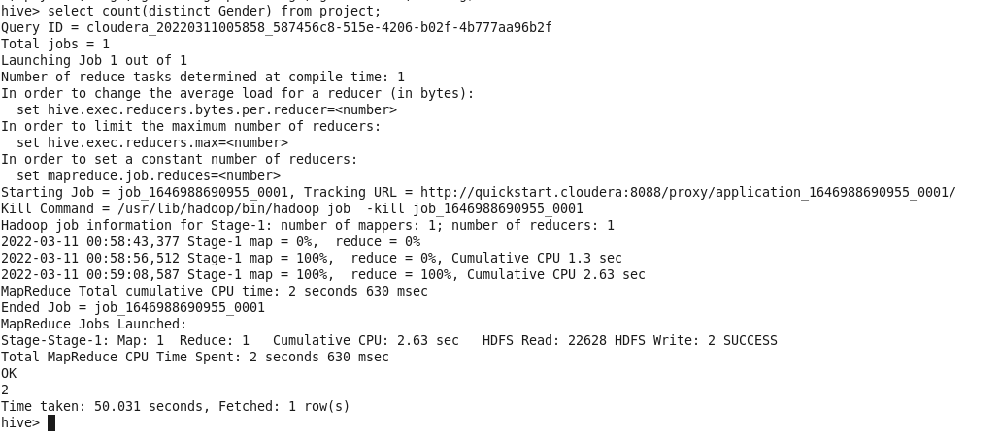 hive> select count(distinct Gender) from project;
Query ID = cloudera_20220311005858_587456c8-515e-4206-b02f-4b777aa96b2f
Total jobs = 1
Launching Job 1 out of 1
Number of reduce tasks determined at compile time: 1
In order to change the average load for a reducer (in bytes):
  set hive.exec.reducers.bytes.per.reducer=<number>
In order to limit the maximum number of reducers:
  set hive.exec.reducers.max=<number>
In order to set a constant number of reducers:
  set mapreduce.job.reduces=<number>
Starting Job = job_1646988690955_0001, Tracking URL = http://quickstart.cloudera:8088/proxy/application_1646988690955_0001/
Kill Command = /usr/lib/hadoop/bin/hadoop job  -kill job_1646988690955_0001
Hadoop job information for Stage-1: number of mappers: 1; number of reducers: 1
2022-03-11 00:58:43,377 Stage-1 map = 0%,  reduce = 0%
2022-03-11 00:58:56,512 Stage-1 map = 100%,  reduce = 0%, Cumulative CPU 1.3 sec
2022-03-11 00:59:08,587 Stage-1 map = 100%,  reduce = 100%, Cumulative CPU 2.63 sec
MapReduce Total cumulative CPU time: 2 seconds 630 msec
Ended Job = job_1646988690955_0001
MapReduce Jobs Launched:
Stage-Stage-1: Map: 1  Reduce: 1   Cumulative CPU: 2.63 sec   HDFS Read: 22628 HDFS Write: 2 SUCCESS
Total MapReduce CPU Time Spent: 2 seconds 630 msec
OK
2
Time taken: 50.031 seconds, Fetched: 1 row(s)
hive>